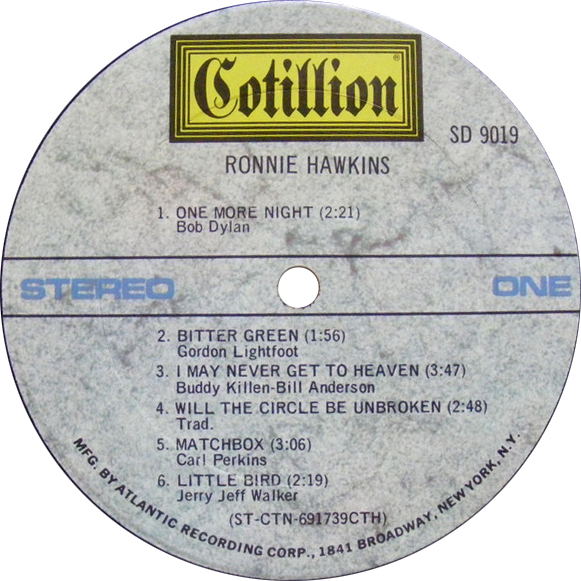 Cotillion®
SD 9019
RONNIE HAWKINS
1. ONE MORE NIGHT (2:21)
Bob Dylan
STEREO ONE
2. BITTER GREEN (1:56)
Gordon Lightfoot
3. I MAY NEVER GET TO HEAVEN (3:47)
Buddy Killen-Bill Anderson
4. WILL THE CIRCLE BE UNBROKEN (2:48)
Trad.
5. MATCHBOX (3:06)
Carl Perkins
6. LITTLE BIRD (2:19)
Jerry Jeff Walker
(ST-CTN-691739CTH)
MFG. BY ATLANTIC RECORDING CORP., 1841 BROADWAY, NEW YORK, N.Y.